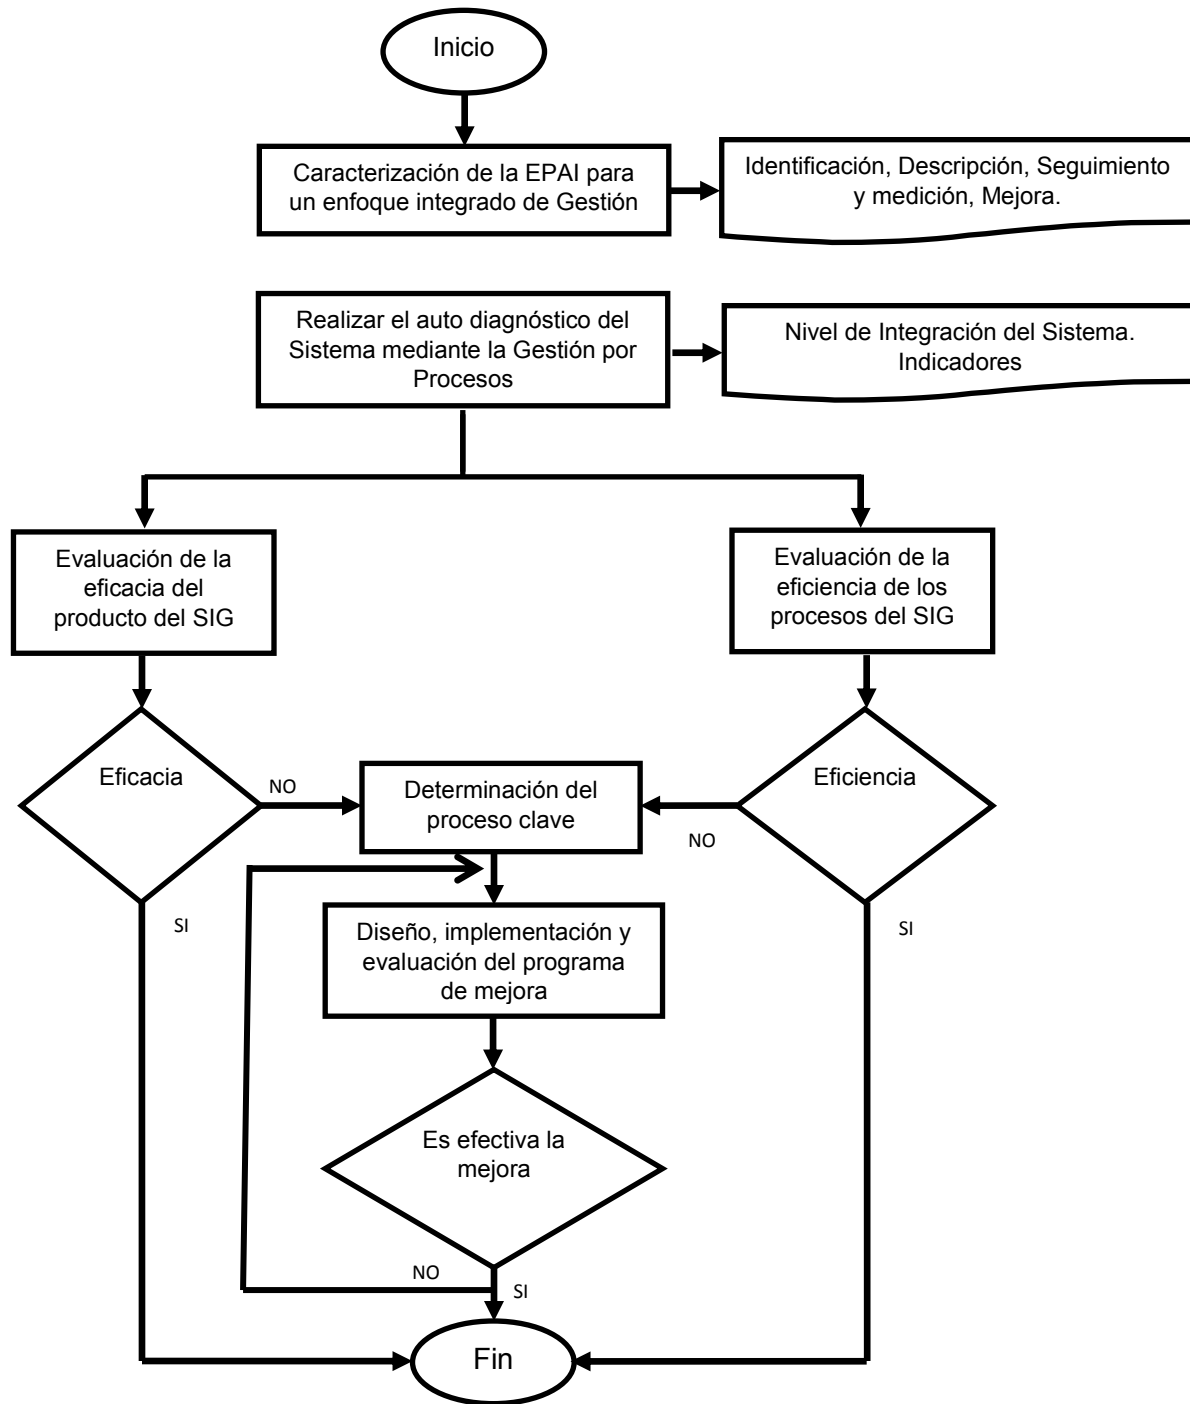 Inicio
Caracterización de la EPAI para
un enfoque integrado de Gestión
Identificación, Descripción, Seguimiento
y medición, Mejora.
Realizar el auto diagnóstico del
Sistema mediante la Gestión por
Procesos
Nivel de Integración del Sistema.
Indicadores
Evaluación de la
eficacia del
producto del SIG
Evaluación de la
eficiencia de los
procesos del SIG
Eficacia
NO
Determinación del
proceso clave
Eficiencia
NO
SI
SI
Diseño, implementación y
evaluación del programa
de mejora
Es efectiva la
mejora
NO
SI
Fin